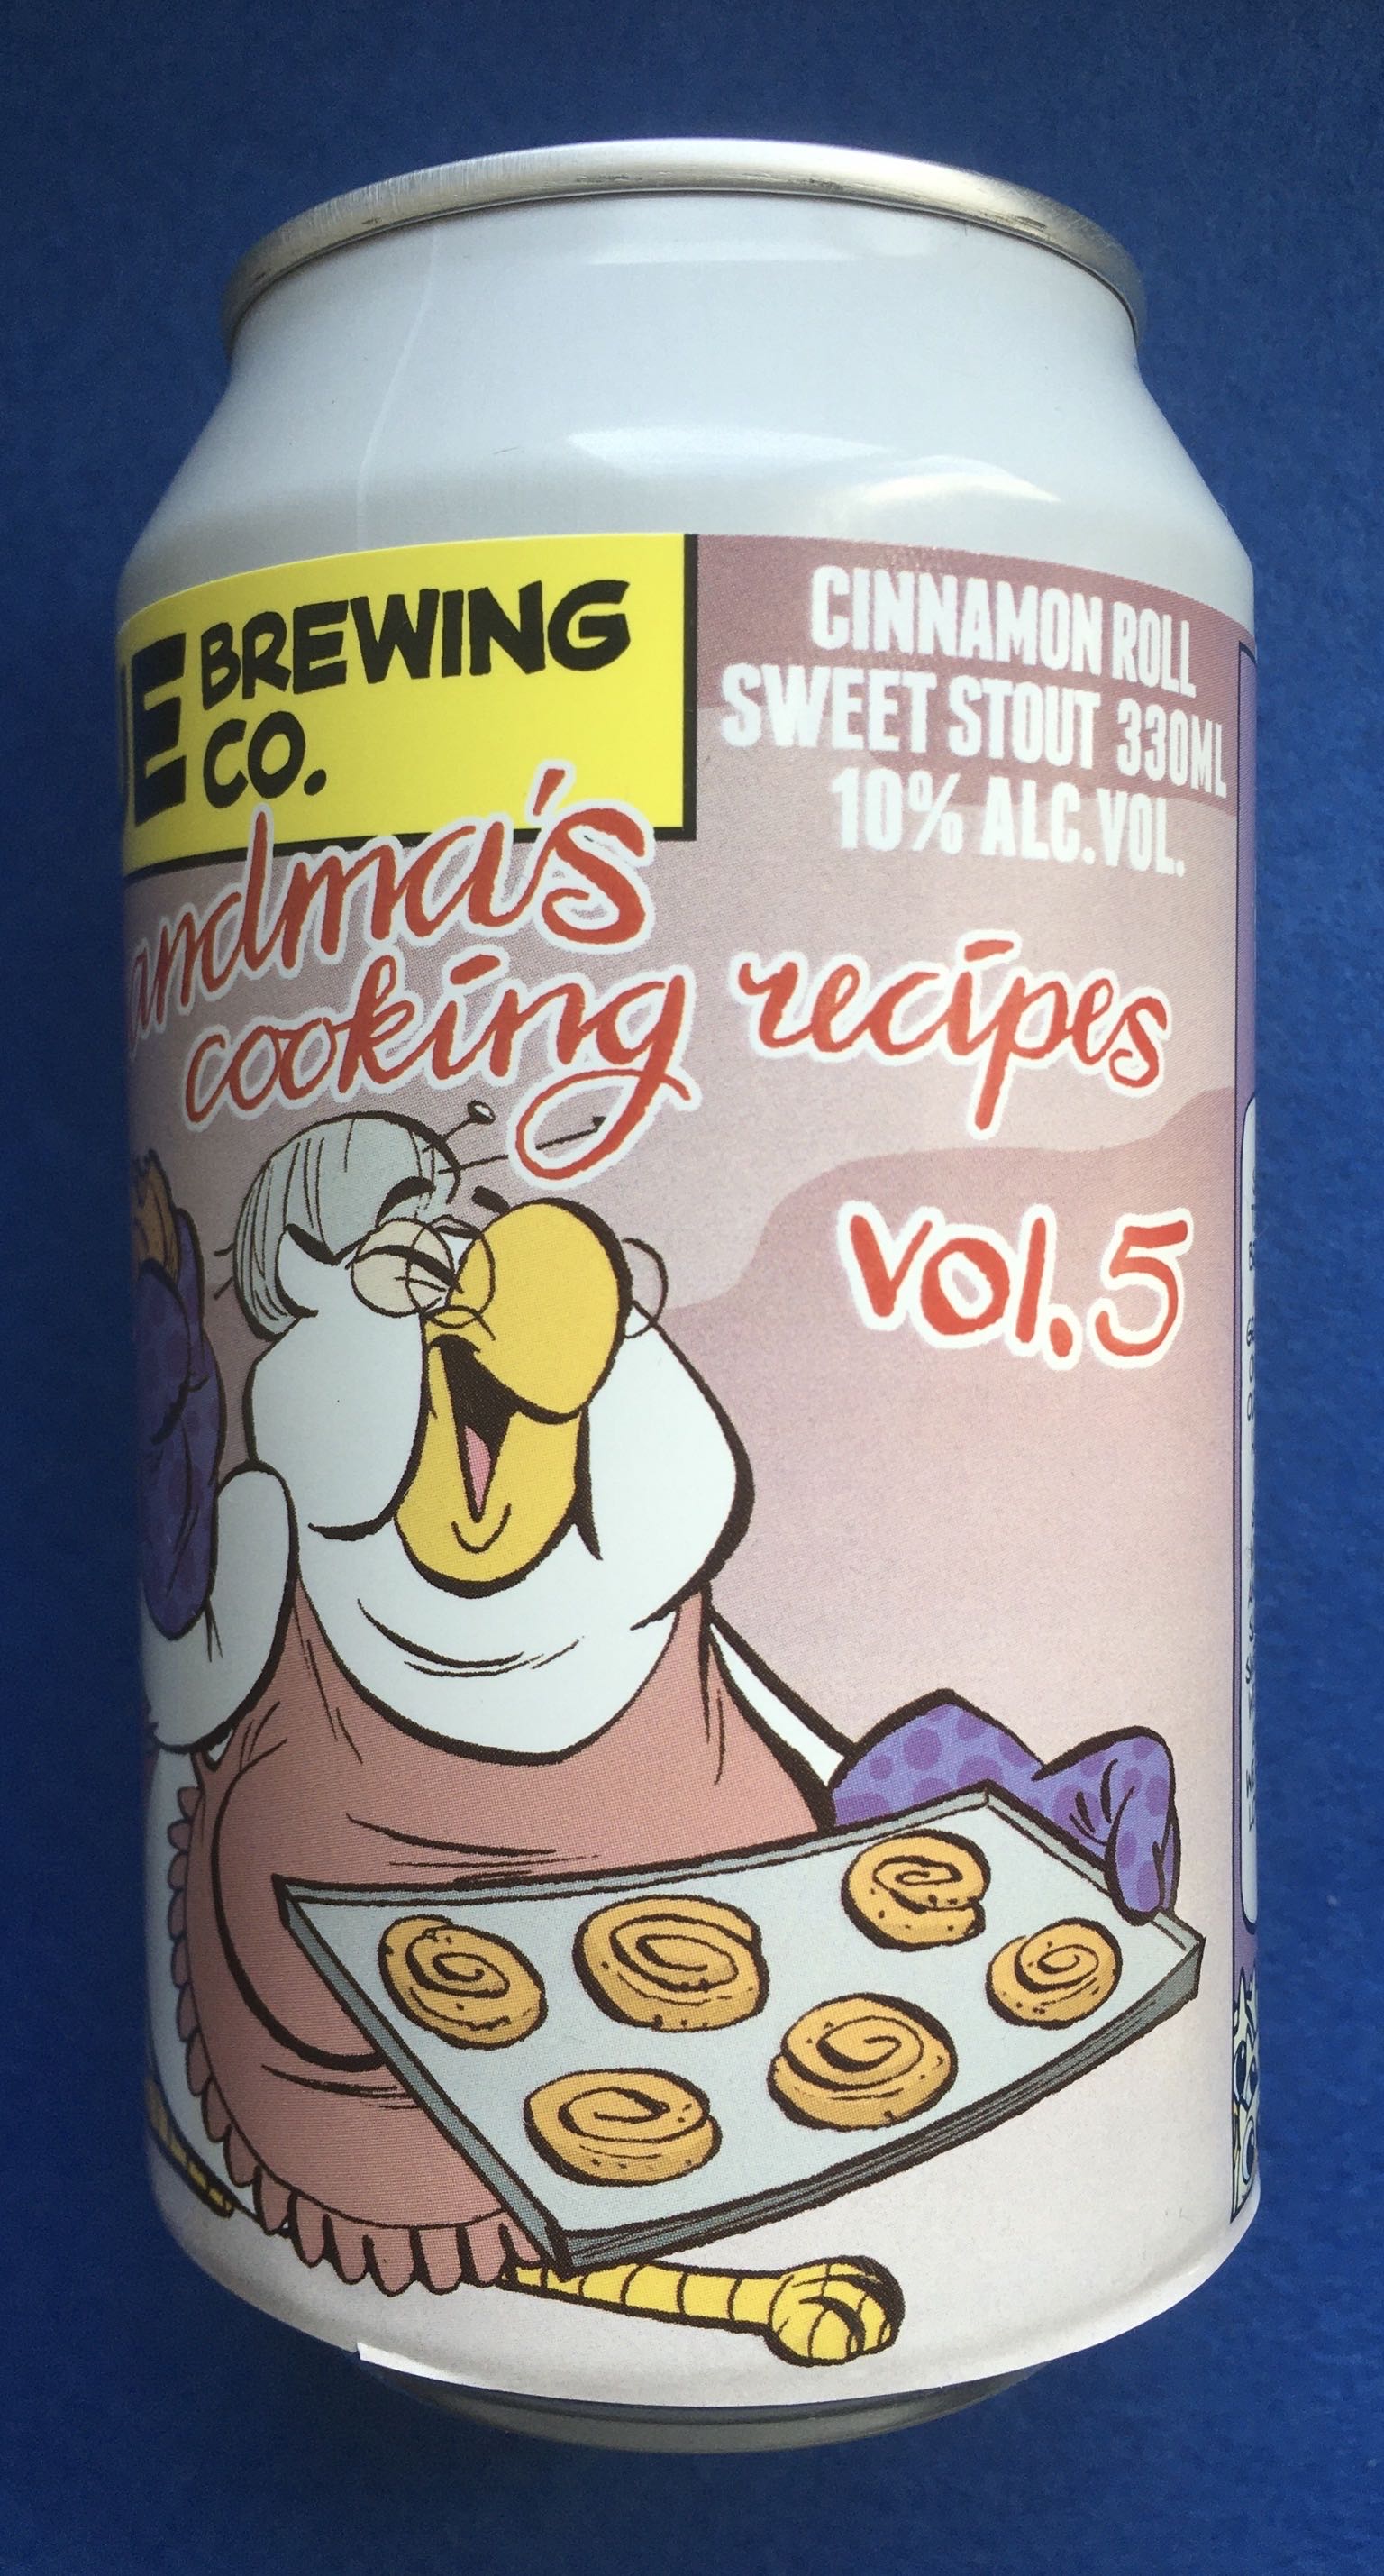 BREWING
CO.
CINNAMON ROLL
SWEET STOUT 330ML
10% ALC.VOL.
andma's
cooking recipes
vol.5